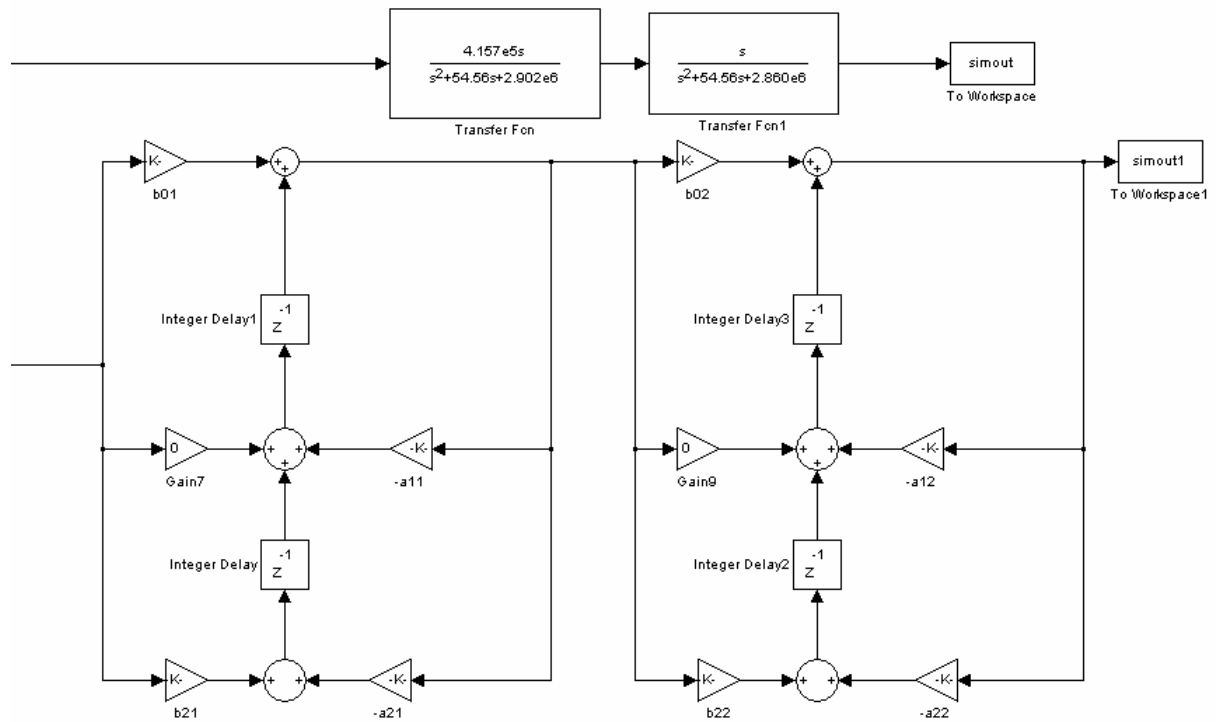 4.157e5s
s²+54.56s+2.902e6
Transfer Fcn
s
s²+54.56s+2.860e6
Transfer Fcn1
simout
To Workspace
K-
b01
+
+
K-
b02
+
+
simout1
To Workspace1
Integer Delay1
z⁻¹
Integer Delay3
z⁻¹
0
Gain7
+
+
+
-K-
-a11
0
Gain9
+
+
+
-K-
-a12
Integer Delay
z⁻¹
Integer Delay2
z⁻¹
K-
b21
+
+
-K-
-a21
K-
b22
+
+
-K-
-a22